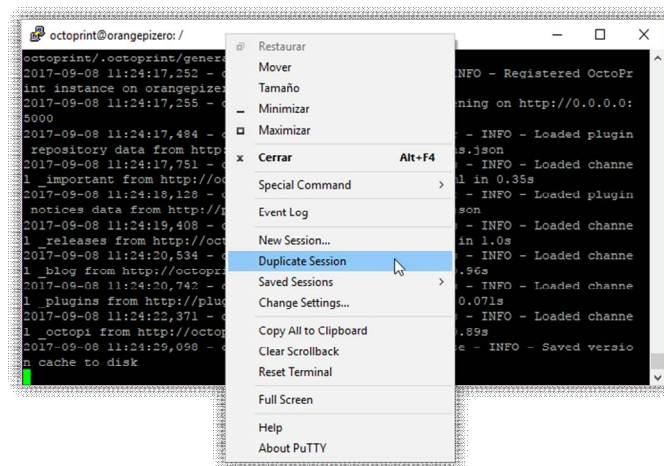 octoprint@orangepizero: /
octoprint/.octoprint/genera
2017-09-08 11:24:17,252 - o INFO - Registered OctoPr
int instance on orangepizer
2017-09-08 11:24:17,255 - ening on http://0.0.0.0:
5000
2017-09-08 11:24:17,484 - - INFO - Loaded plugin
repository data from http: s.json
2017-09-08 11:24:17,751 - - INFO - Loaded channe
l _important from http://oc l in 0.35s
2017-09-08 11:24:18,128 - - INFO - Loaded plugin
notices data from http://p son
2017-09-08 11:24:19,408 - - INFO - Loaded channe
l _releases from http://oct in 1.0s
2017-09-08 11:24:20,534 - - INFO - Loaded channe
l _blog from http://octopri .96s
2017-09-08 11:24:20,742 - - INFO - Loaded channe
l _plugins from http://plug 0.071s
2017-09-08 11:24:22,371 - - INFO - Loaded channe
l _octopi from http://octop .89s
2017-09-08 11:24:29,098 - e - INFO - Saved versio
n cache to disk
Restaurar
Mover
Tamaño
Minimizar
Maximizar
Cerrar Alt+F4
Special Command
Event Log
New Session...
Duplicate Session
Saved Sessions
Change Settings...
Copy All to Clipboard
Clear Scrollback
Reset Terminal
Full Screen
Help
About PuTTY